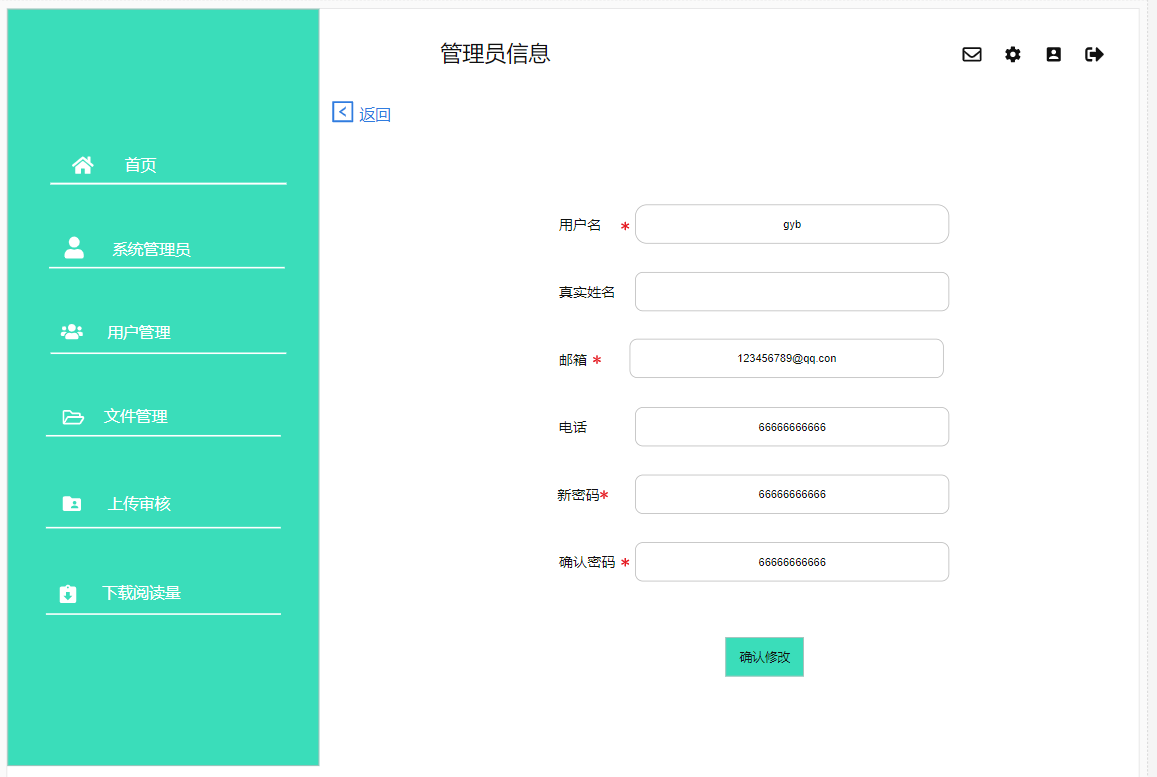 管理员信息
返回
首页
系统管理员
用户管理
文件管理
上传审核
下载阅读量
用户名 * gyb
真实姓名
邮箱 * 123456789@qq.con
电话 66666666666
新密码* 66666666666
确认密码 * 66666666666
确认修改